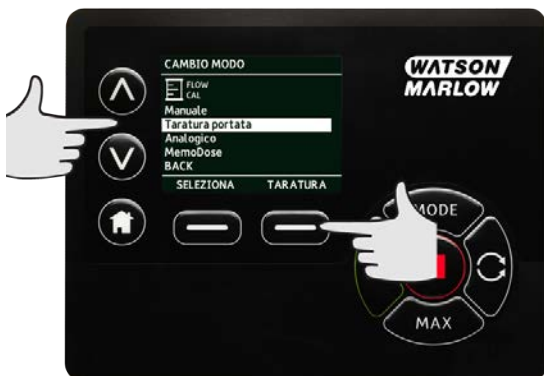 CAMBIO MODO
FLOW
CAL
Manuale
Taratura portata
Analogico
MemoDose
BACK
SELEZIONA TARATURA
WATSON
MARLOW
MODE
MAX